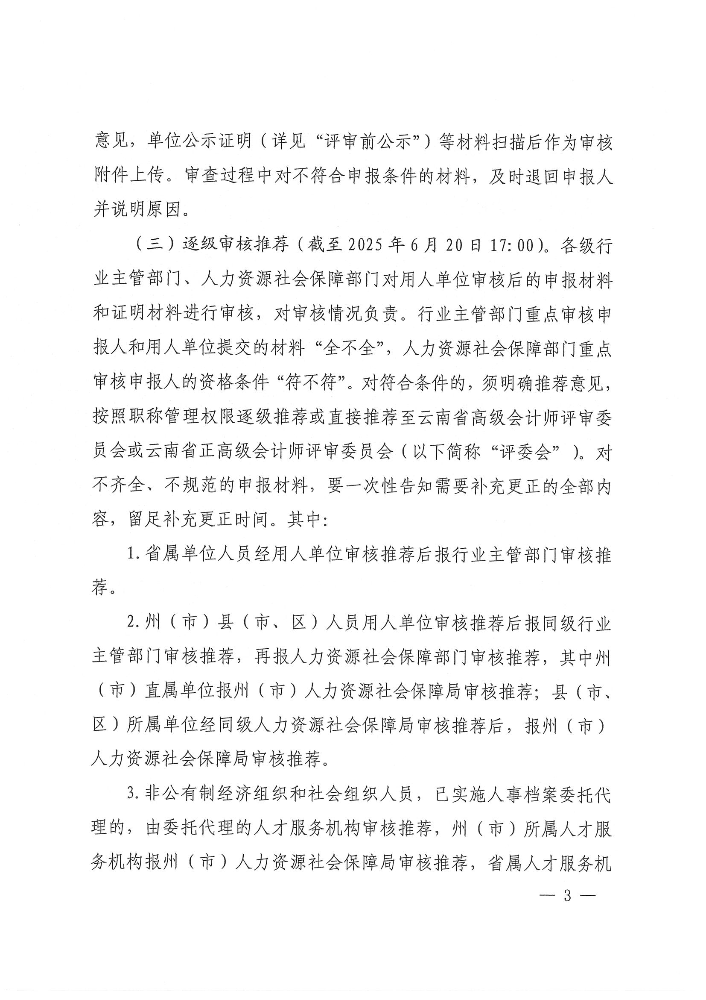 意见，单位公示证明（详见“评审前公示”）等材料扫描后作为审核
附件上传。审查过程中对不符合申报条件的材料，及时退回申报人
并说明原因。
（三）逐级审核推荐（截至 2025 年 6 月 20 日 17:00）。各级行
业主管部门、人力资源社会保障部门对用人单位审核后的申报材料
和证明材料进行审核，对审核情况负责。行业主管部门重点审核申
报人和用人单位提交的材料“全不全”，人力资源社会保障部门重点
审核申报人的资格条件“符不符”。对符合条件的，须明确推荐意见，
按照职称管理权限逐级推荐或直接推荐至云南省高级会计师评审委
员会或云南省正高级会计师评审委员会（以下简称“评委会”）。对
不齐全、不规范的申报材料，要一次性告知需要补充更正的全部内
容，留足补充更正时间。其中：
1. 省属单位人员经用人单位审核推荐后报行业主管部门审核推
荐。
2. 州（市）县（市、区）人员用人单位审核推荐后报同级行业
主管部门审核推荐，再报人力资源社会保障部门审核推荐，其中州
（市）直属单位报州（市）人力资源社会保障局审核推荐；县（市、
区）所属单位经同级人力资源社会保障局审核推荐后，报州（市）
人力资源社会保障局审核推荐。
3. 非公有制经济组织和社会组织人员，已实施人事档案委托代
理的，由委托代理的人才服务机构审核推荐，州（市）所属人才服
务机构报州（市）人力资源社会保障局审核推荐，省属人才服务机
— 3 —